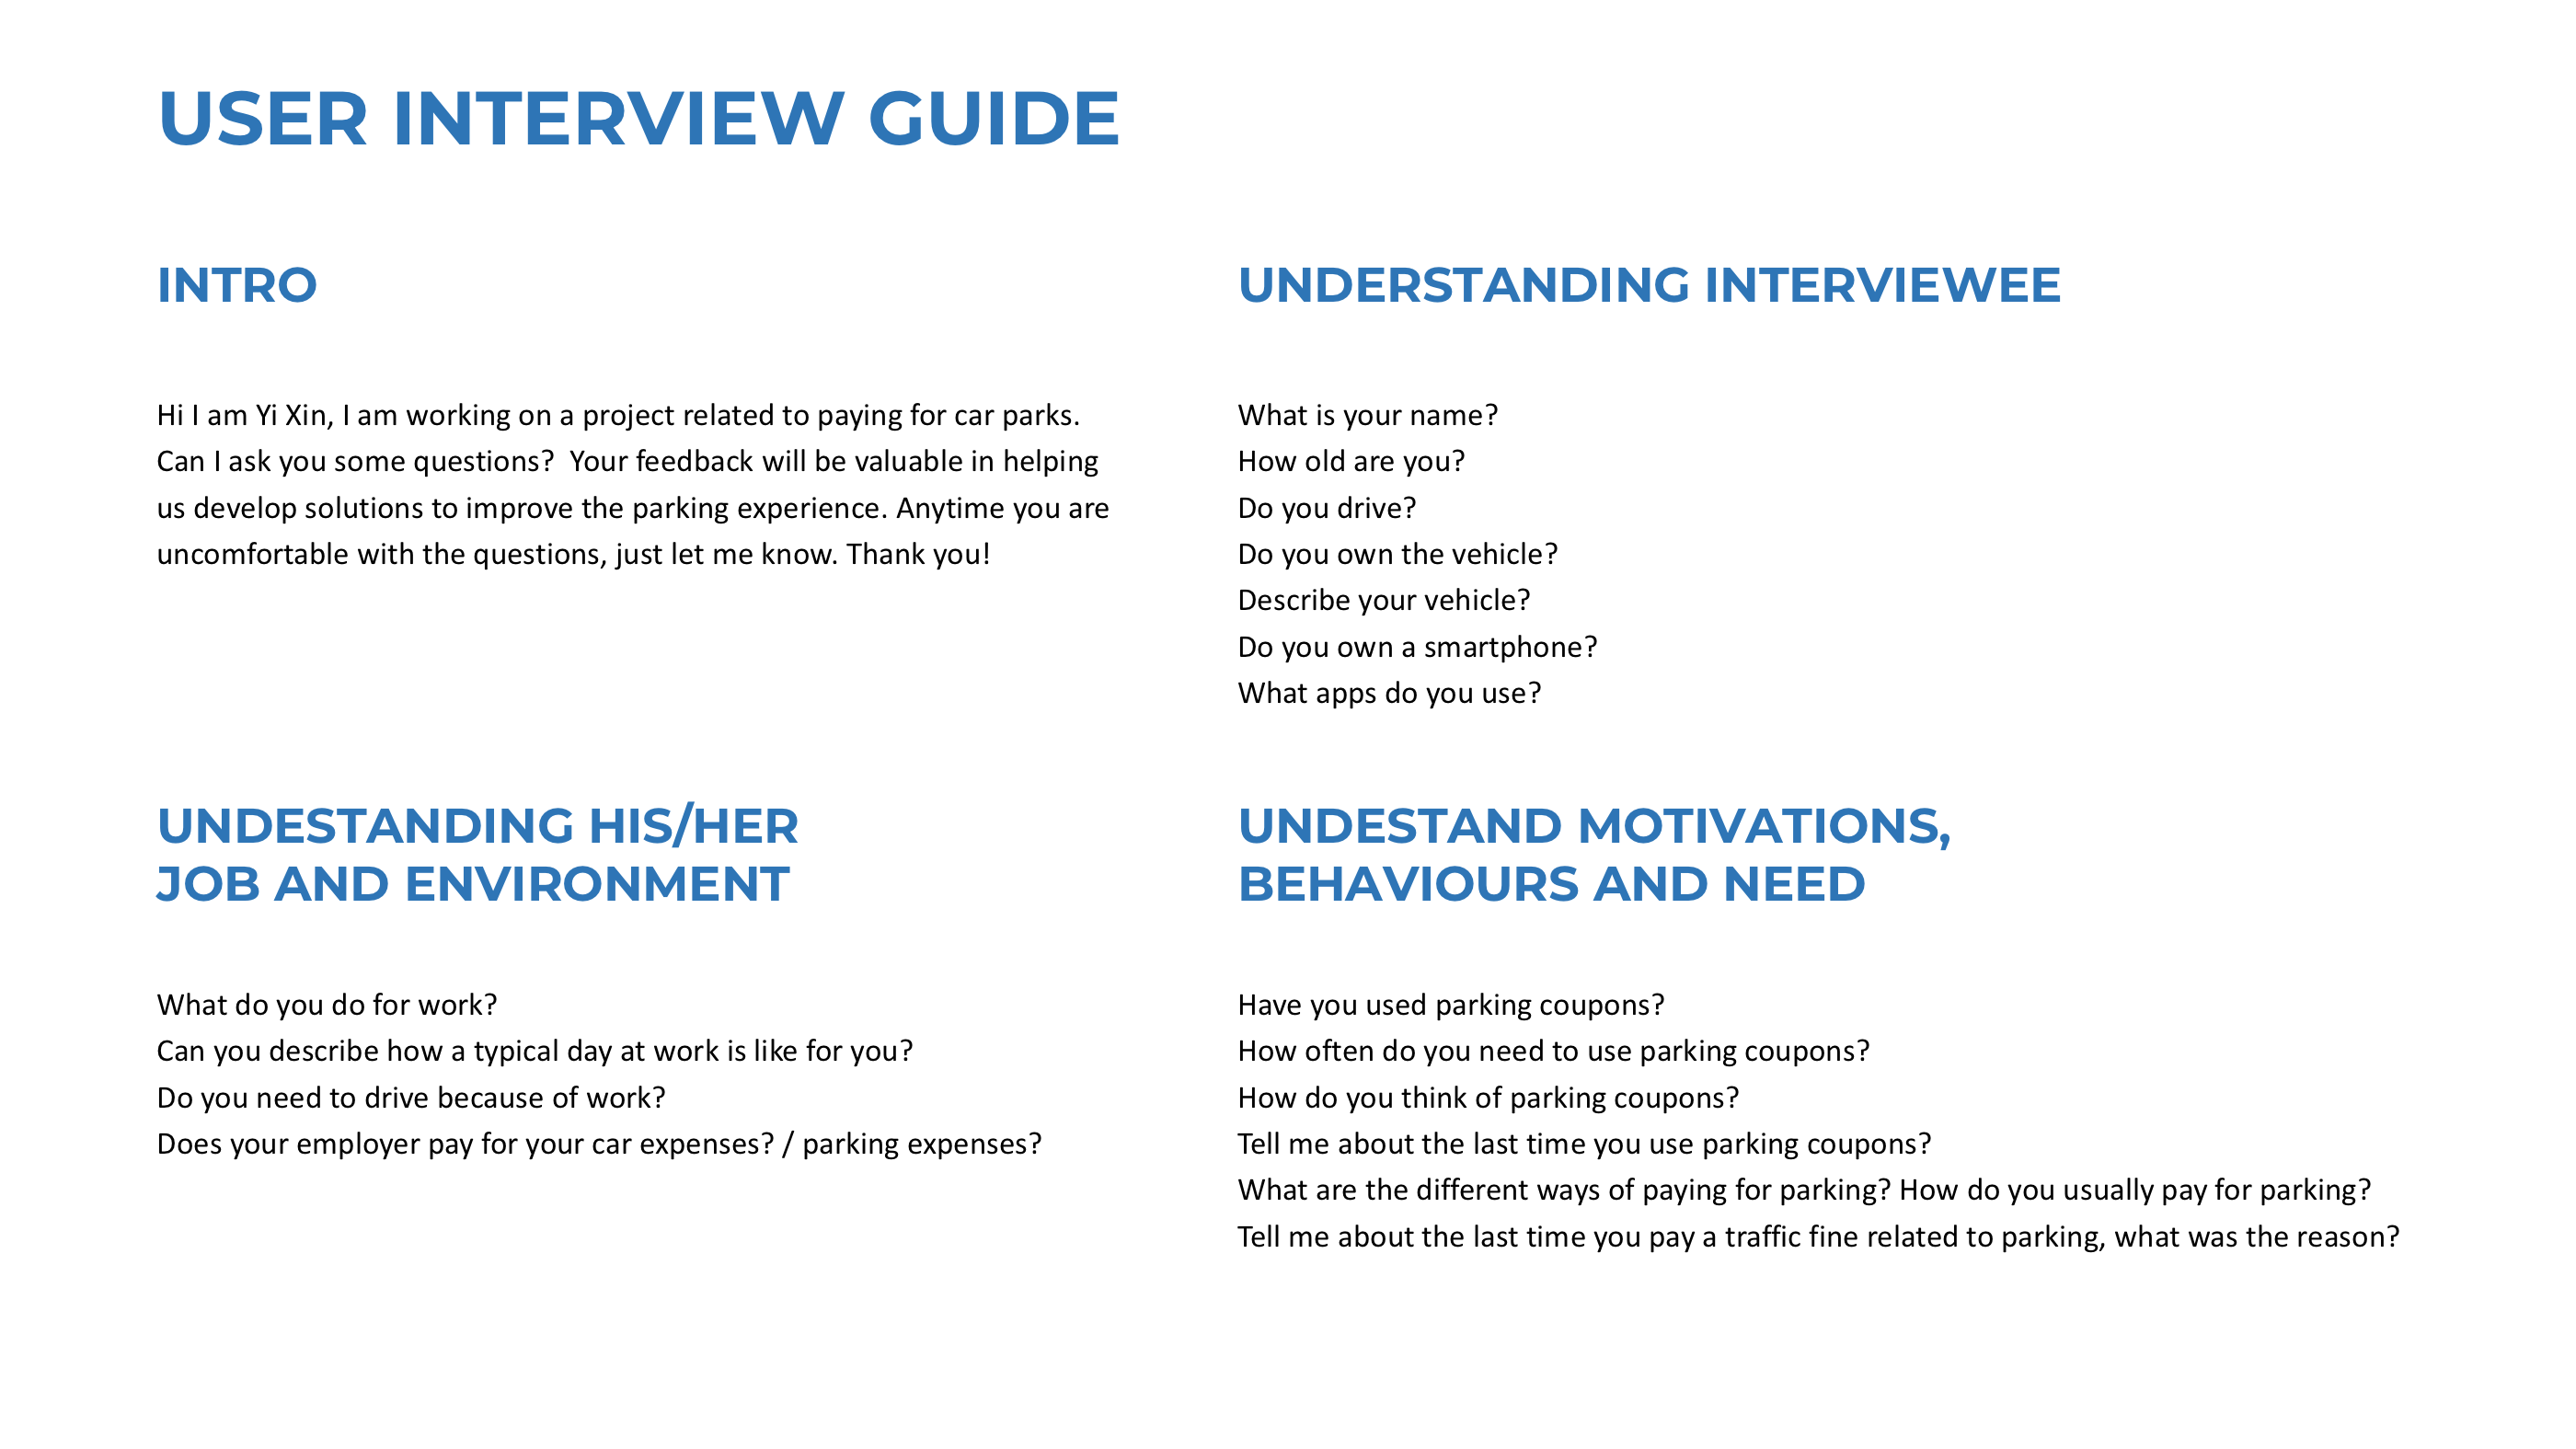 USER INTERVIEW GUIDE
INTRO
Hi I am Yi Xin, I am working on a project related to paying for car parks.
Can I ask you some questions?  Your feedback will be valuable in helping
us develop solutions to improve the parking experience. Anytime you are
uncomfortable with the questions, just let me know. Thank you!
UNDERSTANDING INTERVIEWEE
What is your name?
How old are you?
Do you drive?
Do you own the vehicle?
Describe your vehicle?
Do you own a smartphone?
What apps do you use?
UNDESTANDING HIS/HER
JOB AND ENVIRONMENT
What do you do for work?
Can you describe how a typical day at work is like for you?
Do you need to drive because of work?
Does your employer pay for your car expenses? / parking expenses?
UNDESTAND MOTIVATIONS,
BEHAVIOURS AND NEED
Have you used parking coupons?
How often do you need to use parking coupons?
How do you think of parking coupons?
Tell me about the last time you use parking coupons?
What are the different ways of paying for parking? How do you usually pay for parking?
Tell me about the last time you pay a traffic fine related to parking, what was the reason?